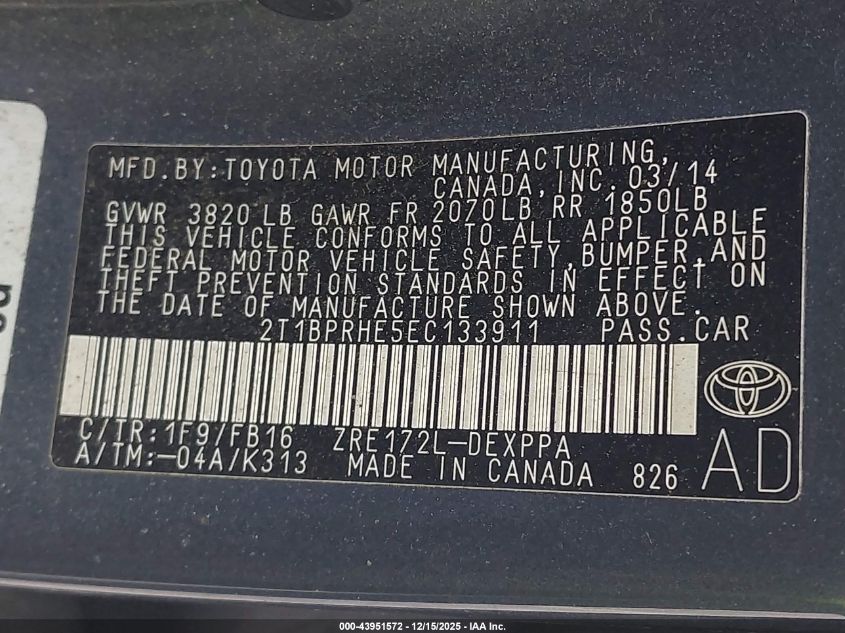 MFD.BY:TOYOTA MOTOR MANUFACTURING,
CANADA,INC. 03/14
GVWR 3820 LB GAWR FR 2070LB RR 1850LB
THIS VEHICLE CONFORMS TO ALL APPLICABLE
FEDERAL MOTOR VEHICLE SAFETY,BUMPER,AND
THEFT PREVENTION STANDARDS IN EFFECT ON
THE DATE OF MANUFACTURE SHOWN ABOVE.
2T1BPRHE5EC133911 PASS.CAR
C/TR:1F9/FB16 ZRE172L-DEXPPA
A/TM:-04A/K313 MADE IN CANADA 826
AD
000-43951572 - 12/15/2025 - IAA Inc.